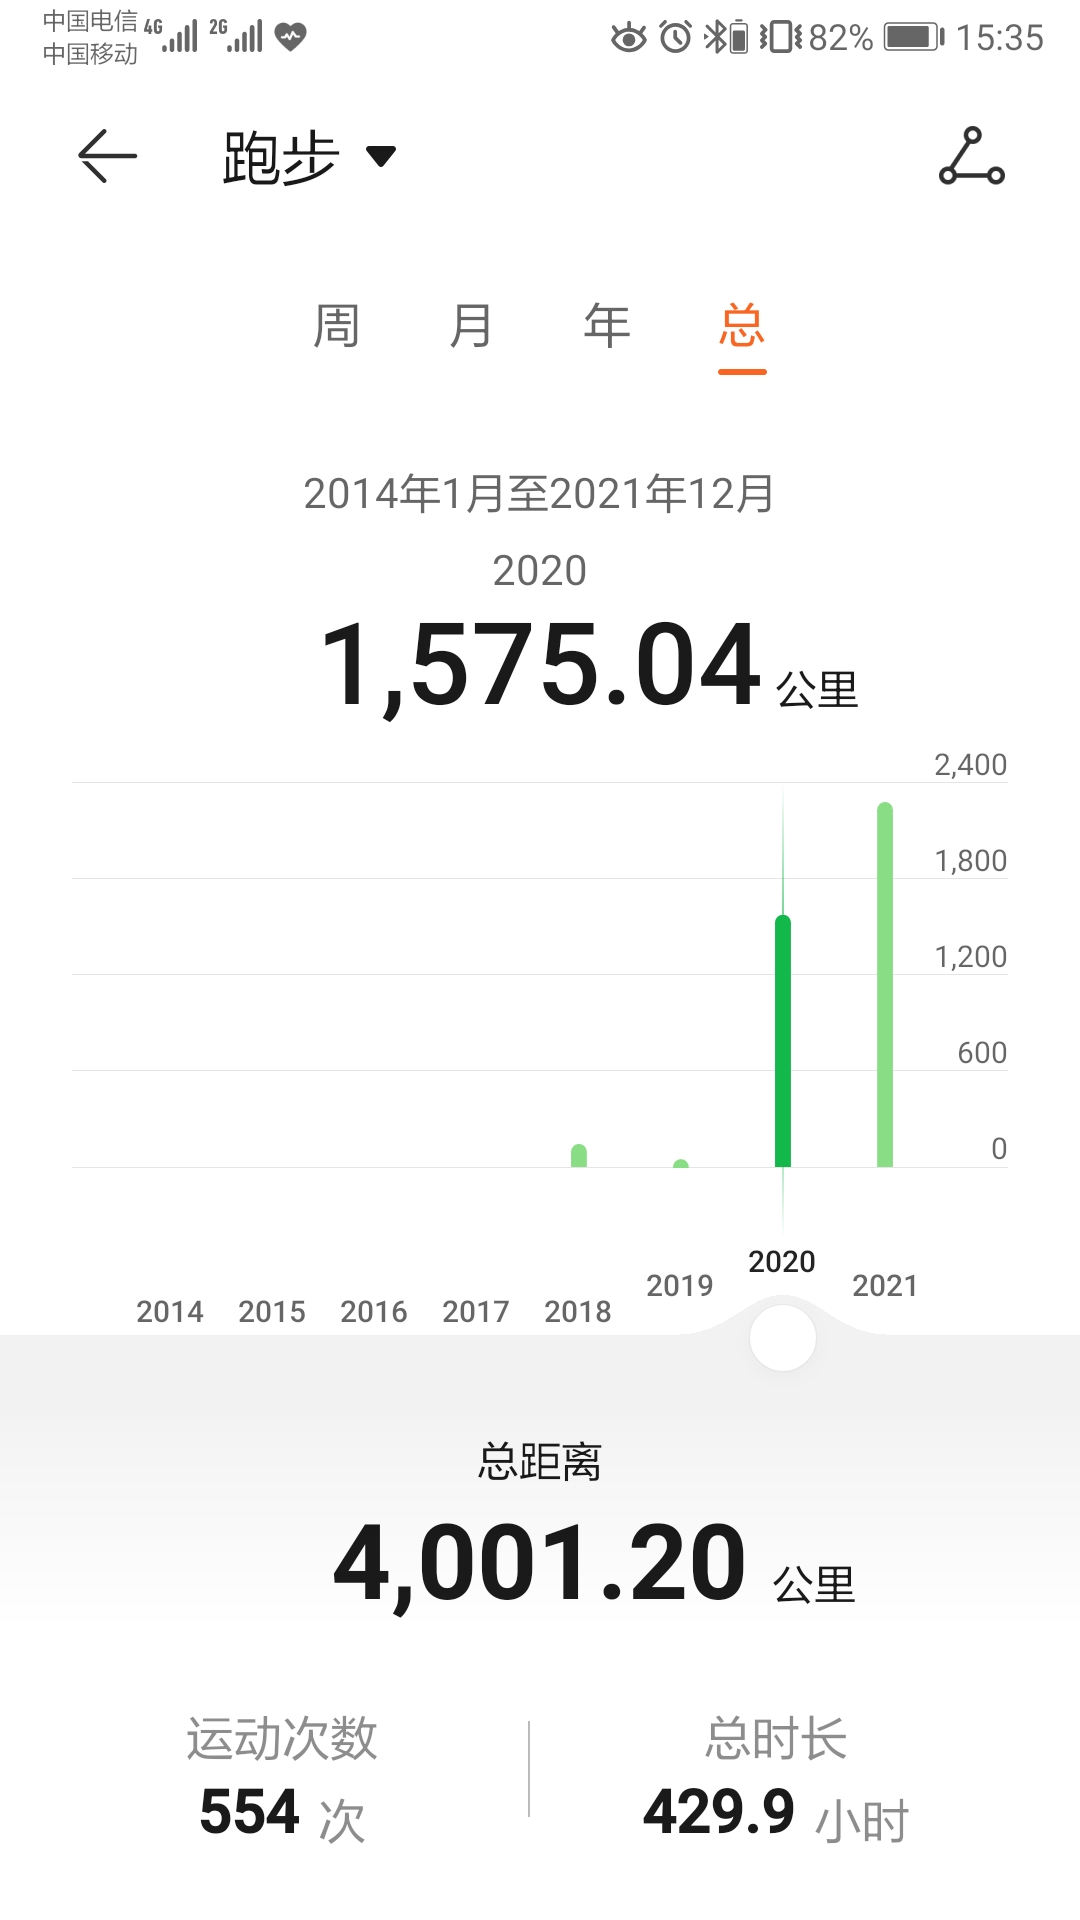 中国电信 4G 2G
中国移动
82% 15:35
跑步
周 月 年 总
2014年1月至2021年12月
2020
1,575.04 公里
2,400
1,800
1,200
600
0
2014 2015 2016 2017 2018 2019 2020 2021
总距离
4,001.20 公里
运动次数 总时长
554 次 429.9 小时